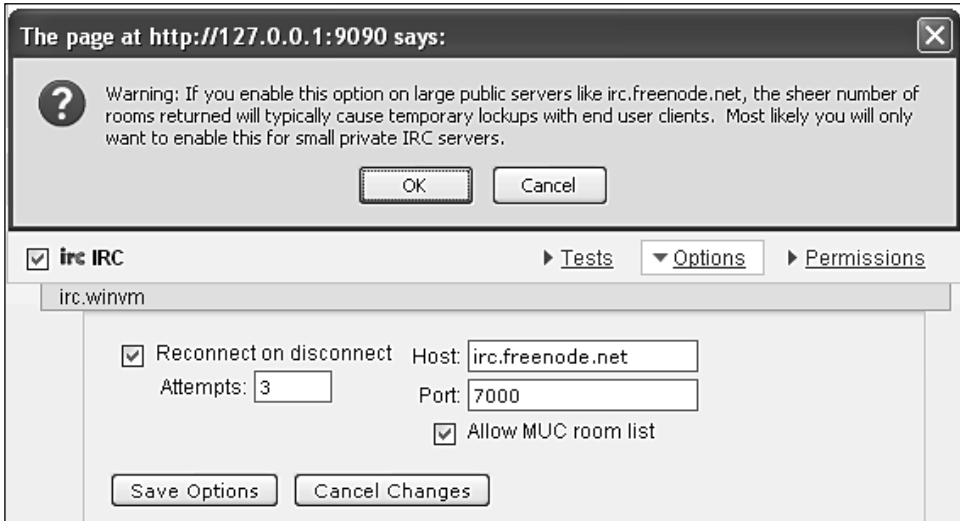 The page at http://127.0.0.1:9090 says:
Warning: If you enable this option on large public servers like irc.freenode.net, the sheer number of
rooms returned will typically cause temporary lockups with end user clients. Most likely you will only
want to enable this for small private IRC servers.
OK Cancel
irc IRC Tests Options Permissions
irc.winvm
Reconnect on disconnect Host: irc.freenode.net
Attempts: 3
Port: 7000
Allow MUC room list
Save Options Cancel Changes